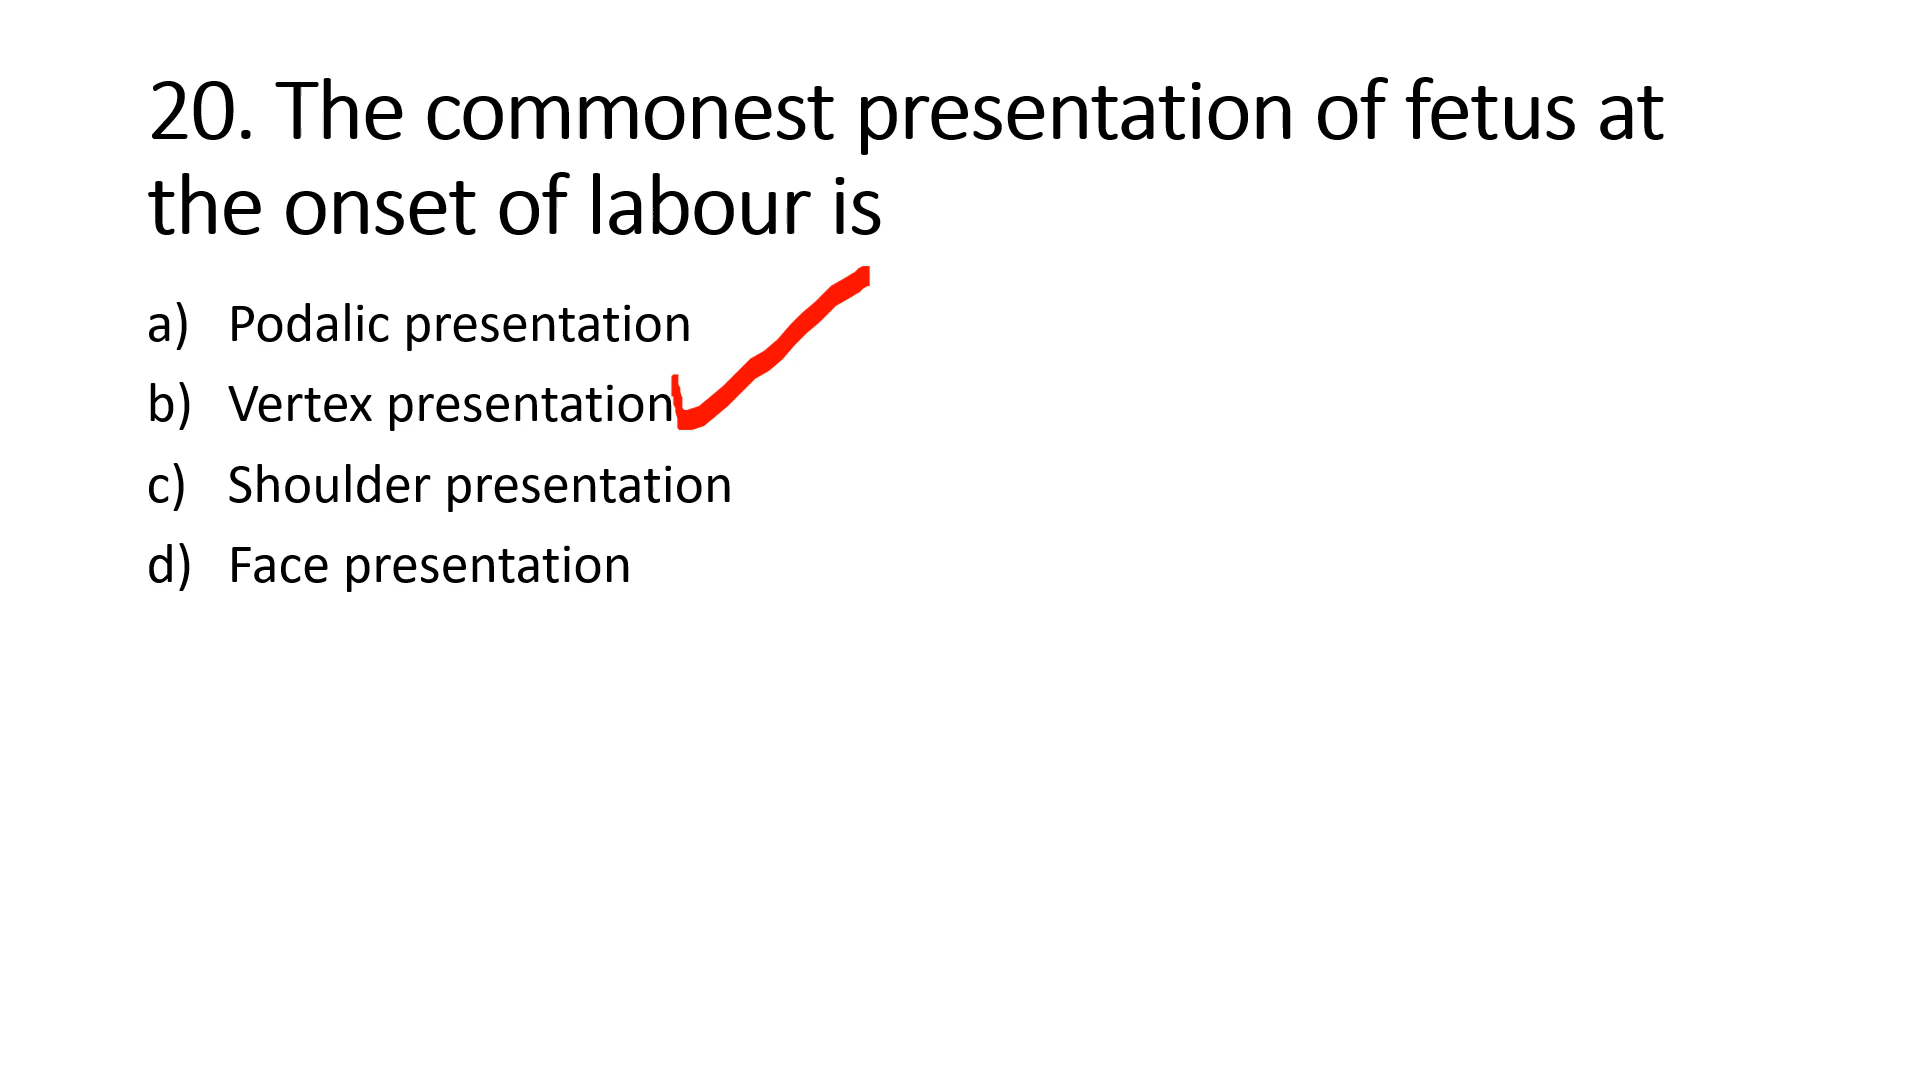 20. The commonest presentation of fetus at
the onset of labour is
a) Podalic presentation
b) Vertex presentation
c) Shoulder presentation
d) Face presentation